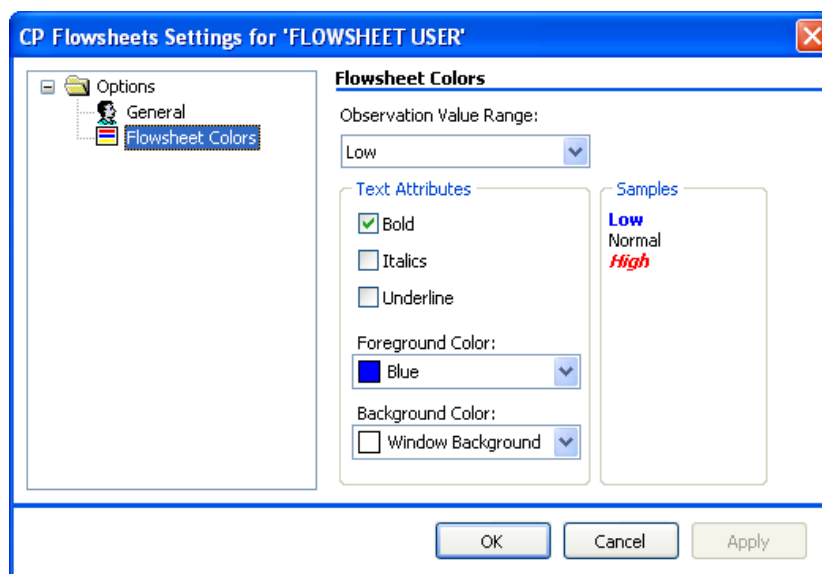 CP Flowsheets Settings for 'FLOWSHEET USER'
Options
General
Flowsheet Colors
Flowsheet Colors
Observation Value Range:
Low
Text Attributes
Bold
Italics
Underline
Foreground Color:
Blue
Background Color:
Window Background
Samples
Low
Normal
High
OK
Cancel
Apply